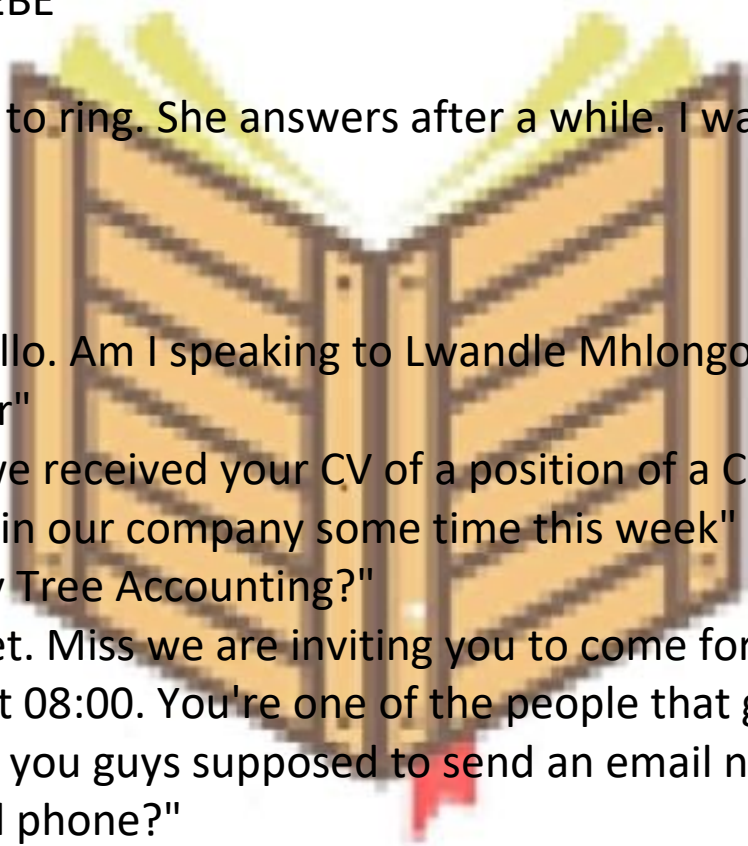 to ring. She answers after a while. I wa
llo. Am I speaking to Lwandle Mhlongo
r"
ve received your CV of a position of a C
in our company some time this week"
Tree Accounting?"
et. Miss we are inviting you to come for
t 08:00. You're one of the people that g
you guys supposed to send an email n
phone?"